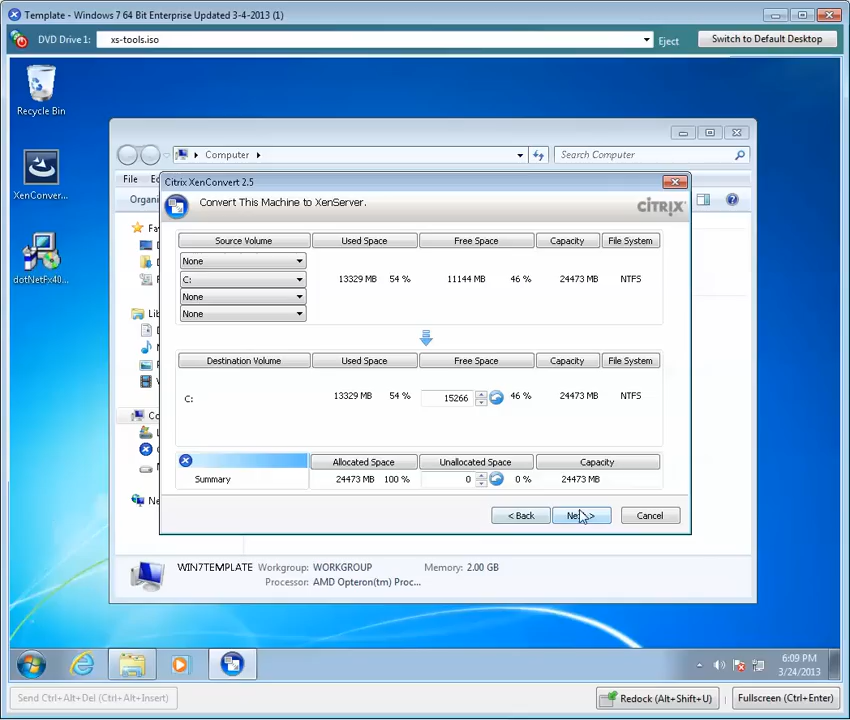 Template - Windows 7 64 Bit Enterprise Updated 3-4-2013 (1)
DVD Drive 1: xs-tools.iso Eject Switch to Default Desktop
Recycle Bin
XenConver...
dotNetFx40...
Computer
Search Computer
File
Organi
Citrix XenConvert 2.5
Convert This Machine to XenServer.
CITRIX
Source Volume Used Space Free Space Capacity File System
None
C: 13329 MB 54 % 11144 MB 46 % 24473 MB NTFS
None
None
Destination Volume Used Space Free Space Capacity File System
C: 13329 MB 54 % 15266 46 % 24473 MB NTFS
Allocated Space Unallocated Space Capacity
Summary 24473 MB 100 % 0 0 % 24473 MB
< Back Cancel
WIN7TEMPLATE Workgroup: WORKGROUP Memory: 2.00 GB
Processor: AMD Opteron(tm) Proc...
6:09 PM
3/24/2013
Send Ctrl+Alt+Del (Ctrl+Alt+Insert) Redock (Alt+Shift+U) Fullscreen (Ctrl+Enter)